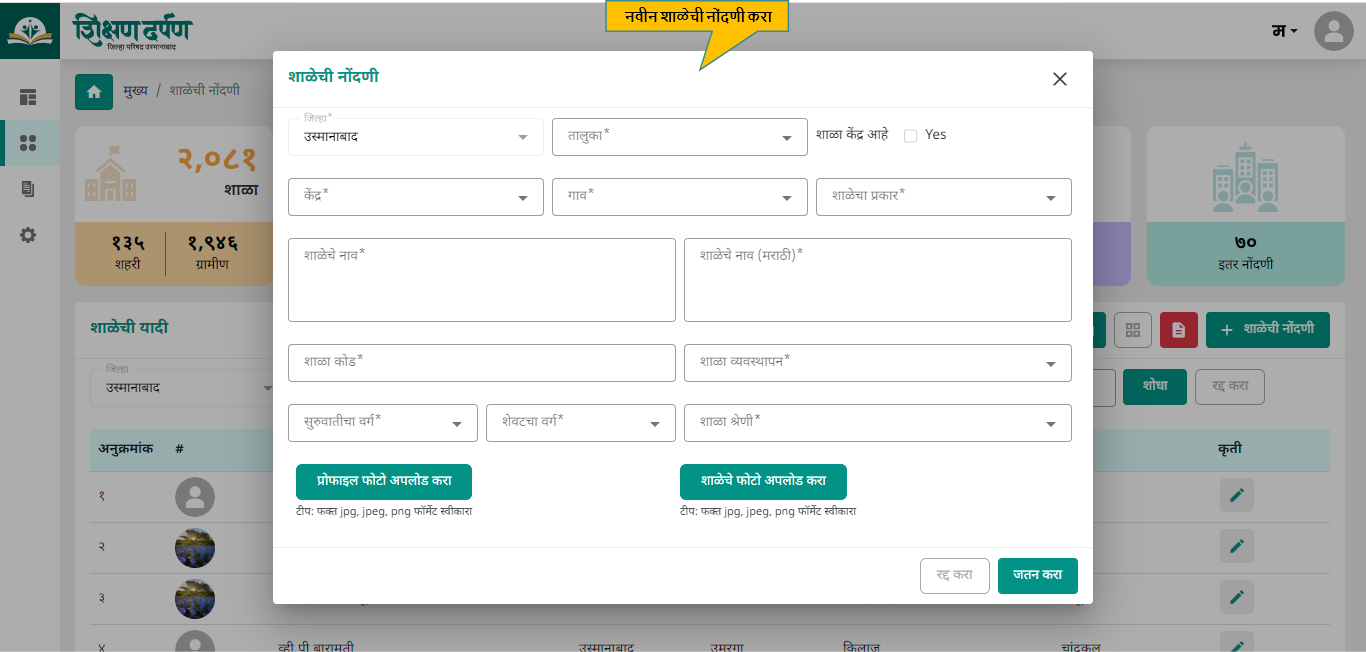 नवीन शाळेची नोंदणी करा
शिक्षण दर्पण
जिल्हा परिषद उस्मानाबाद
म
मुख्य / शाळेची नोंदणी
२,०८१
शाळा
१३५
शहरी
१,९४६
ग्रामीण
७०
इतर नोंदणी
शाळेची नोंदणी
जिल्हा*
उस्मानाबाद
तालुका*
शाळा केंद्र आहे
Yes
केंद्र*
गाव*
शाळेचा प्रकार*
शाळेचे नाव*
शाळेचे नाव (मराठी)*
शाळा कोड*
शाळा व्यवस्थापन*
सुरुवातीचा वर्ग*
शेवटचा वर्ग*
शाळा श्रेणी*
प्रोफाइल फोटो अपलोड करा
शाळेचे फोटो अपलोड करा
टीप: फक्त jpg, jpeg, png फॉर्मेट स्वीकारा
टीप: फक्त jpg, jpeg, png फॉर्मेट स्वीकारा
रद्द करा
जतन करा
शाळेची यादी
+ शाळेची नोंदणी
जिल्हा
उस्मानाबाद
शोधा
रद्द करा
अनुक्रमांक
#
कृती
१
२
३
४
व्ही पी बारामती
उस्मानाबाद
उमरगा
किलाज
चांदकल